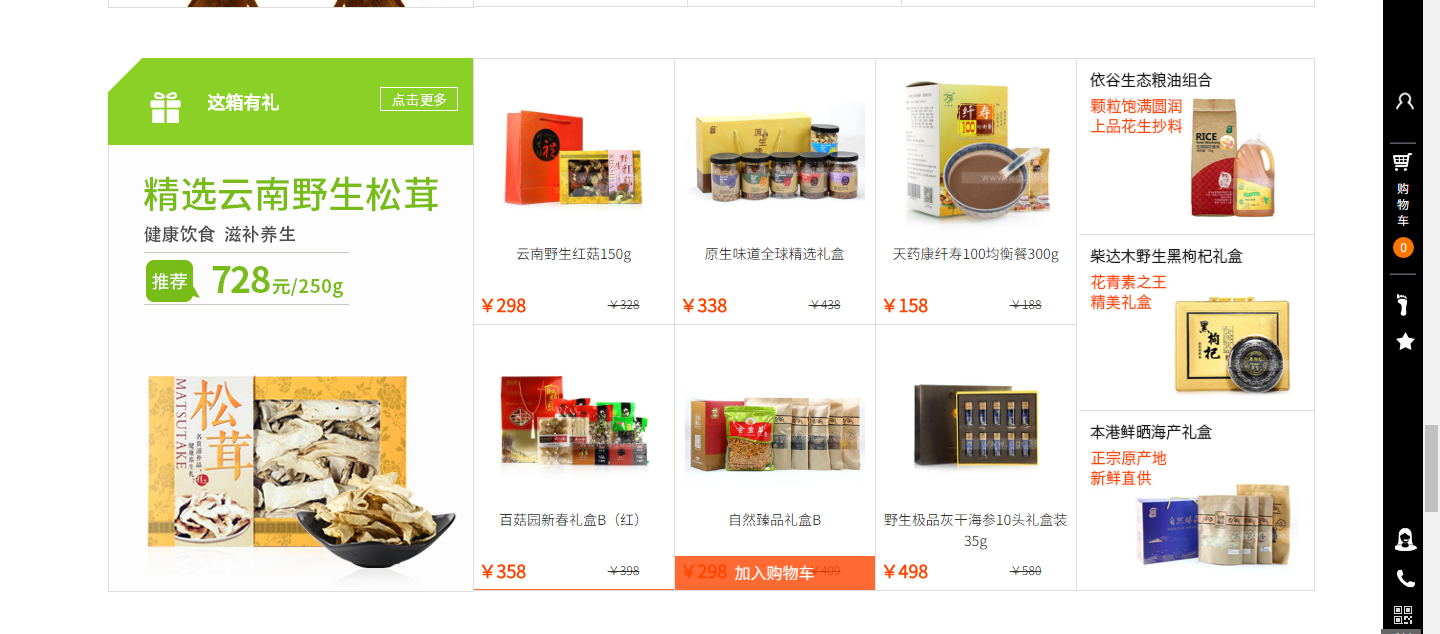 这箱有礼
点击更多
精选云南野生松茸
健康饮食 滋补养生
推荐 728元/250g
松茸
MATSUTAKE
云南野生红菇150g
￥298 ￥328
原生味道全球精选礼盒
￥338 ￥438
天药康纤寿100均衡餐300g
￥158 ￥188
百菇园新春礼盒B（红）
￥358 ￥398
自然臻品礼盒B
￥298 加入购物车 ￥409
野生极品灰干海参10头礼盒装
35g
￥498 ￥580
依谷生态粮油组合
颗粒饱满圆润
上品花生抄料
RICE
柴达木野生黑枸杞礼盒
花青素之王
精美礼盒
黑枸杞
本港鲜晒海产礼盒
正宗原产地
新鲜直供
购
物
车
0